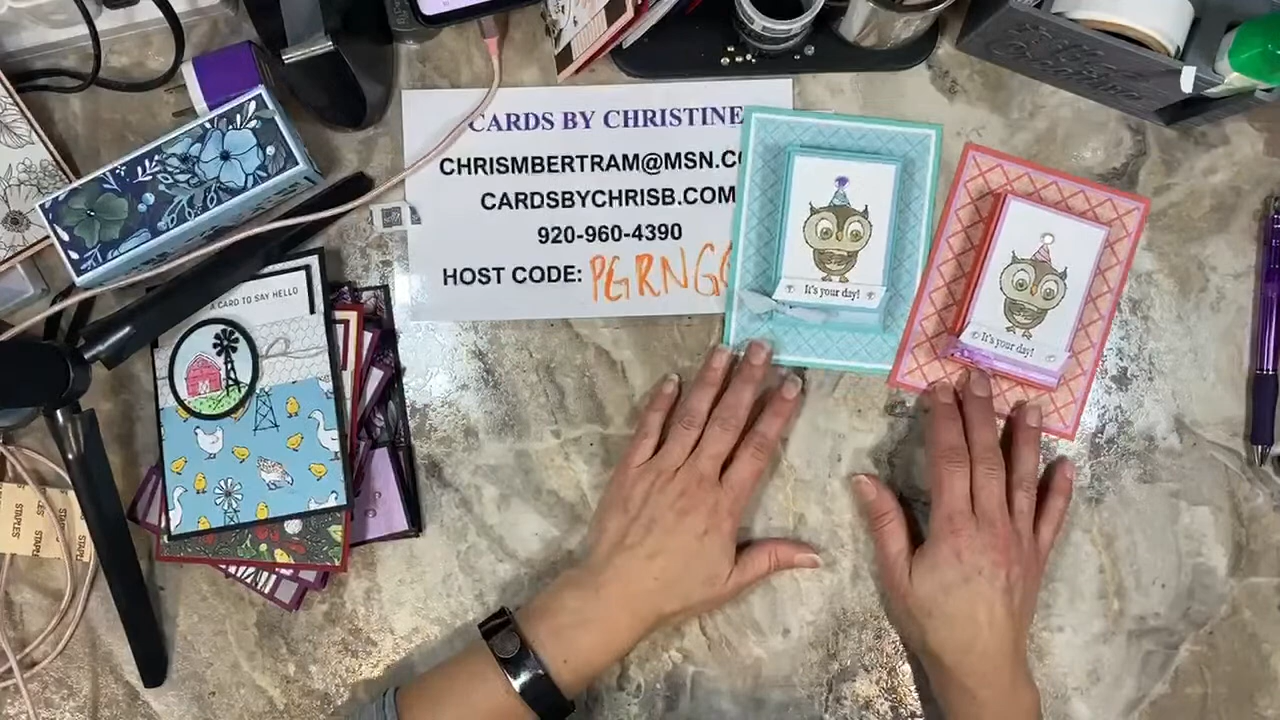 CARDS BY CHRISTINE
CHRISMBERTRAM@MSN.CO
CARDSBYCHRISB.COM
920-960-4390
HOST CODE: PGRNG
It's your day!
It's your day!
A CARD TO SAY HELLO
STAPLES